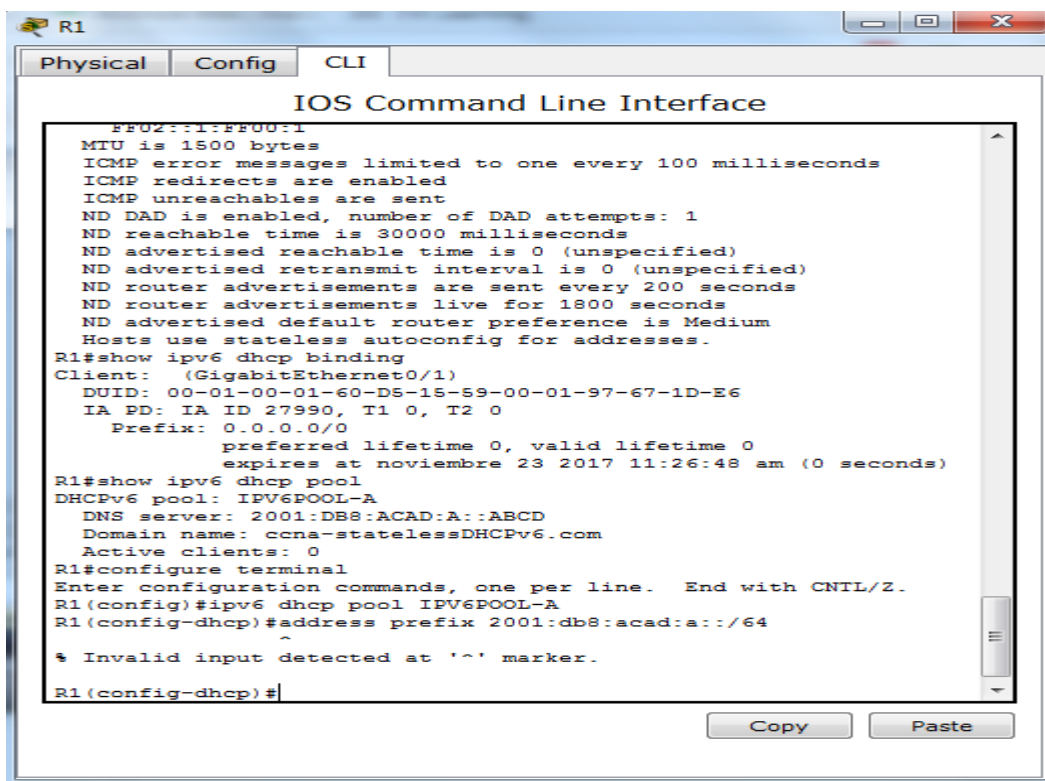 R1
Physical Config CLI
IOS Command Line Interface
FF02::1:FF00:1
MTU is 1500 bytes
ICMP error messages limited to one every 100 milliseconds
ICMP redirects are enabled
ICMP unreachables are sent
ND DAD is enabled, number of DAD attempts: 1
ND reachable time is 30000 milliseconds
ND advertised reachable time is 0 (unspecified)
ND advertised retransmit interval is 0 (unspecified)
ND router advertisements are sent every 200 seconds
ND router advertisements live for 1800 seconds
ND advertised default router preference is Medium
Hosts use stateless autoconfig for addresses.
R1#show ipv6 dhcp binding
Client:  (GigabitEthernet0/1)
DUID: 00-01-00-01-60-D5-15-59-00-01-97-67-1D-E6
IA PD: IA ID 27990, T1 0, T2 0
Prefix: 0.0.0.0/0
preferred lifetime 0, valid lifetime 0
expires at noviembre 23 2017 11:26:48 am (0 seconds)
R1#show ipv6 dhcp pool
DHCPv6 pool: IPV6POOL-A
DNS server: 2001:DB8:ACAD:A::ABCD
Domain name: ccna-statelessDHCPv6.com
Active clients: 0
R1#configure terminal
Enter configuration commands, one per line.  End with CNTL/Z.
R1(config)#ipv6 dhcp pool IPV6POOL-A
R1(config-dhcp)#address prefix 2001:db8:acad:a::/64
^
% Invalid input detected at '^' marker.
R1(config-dhcp)#
Copy Paste